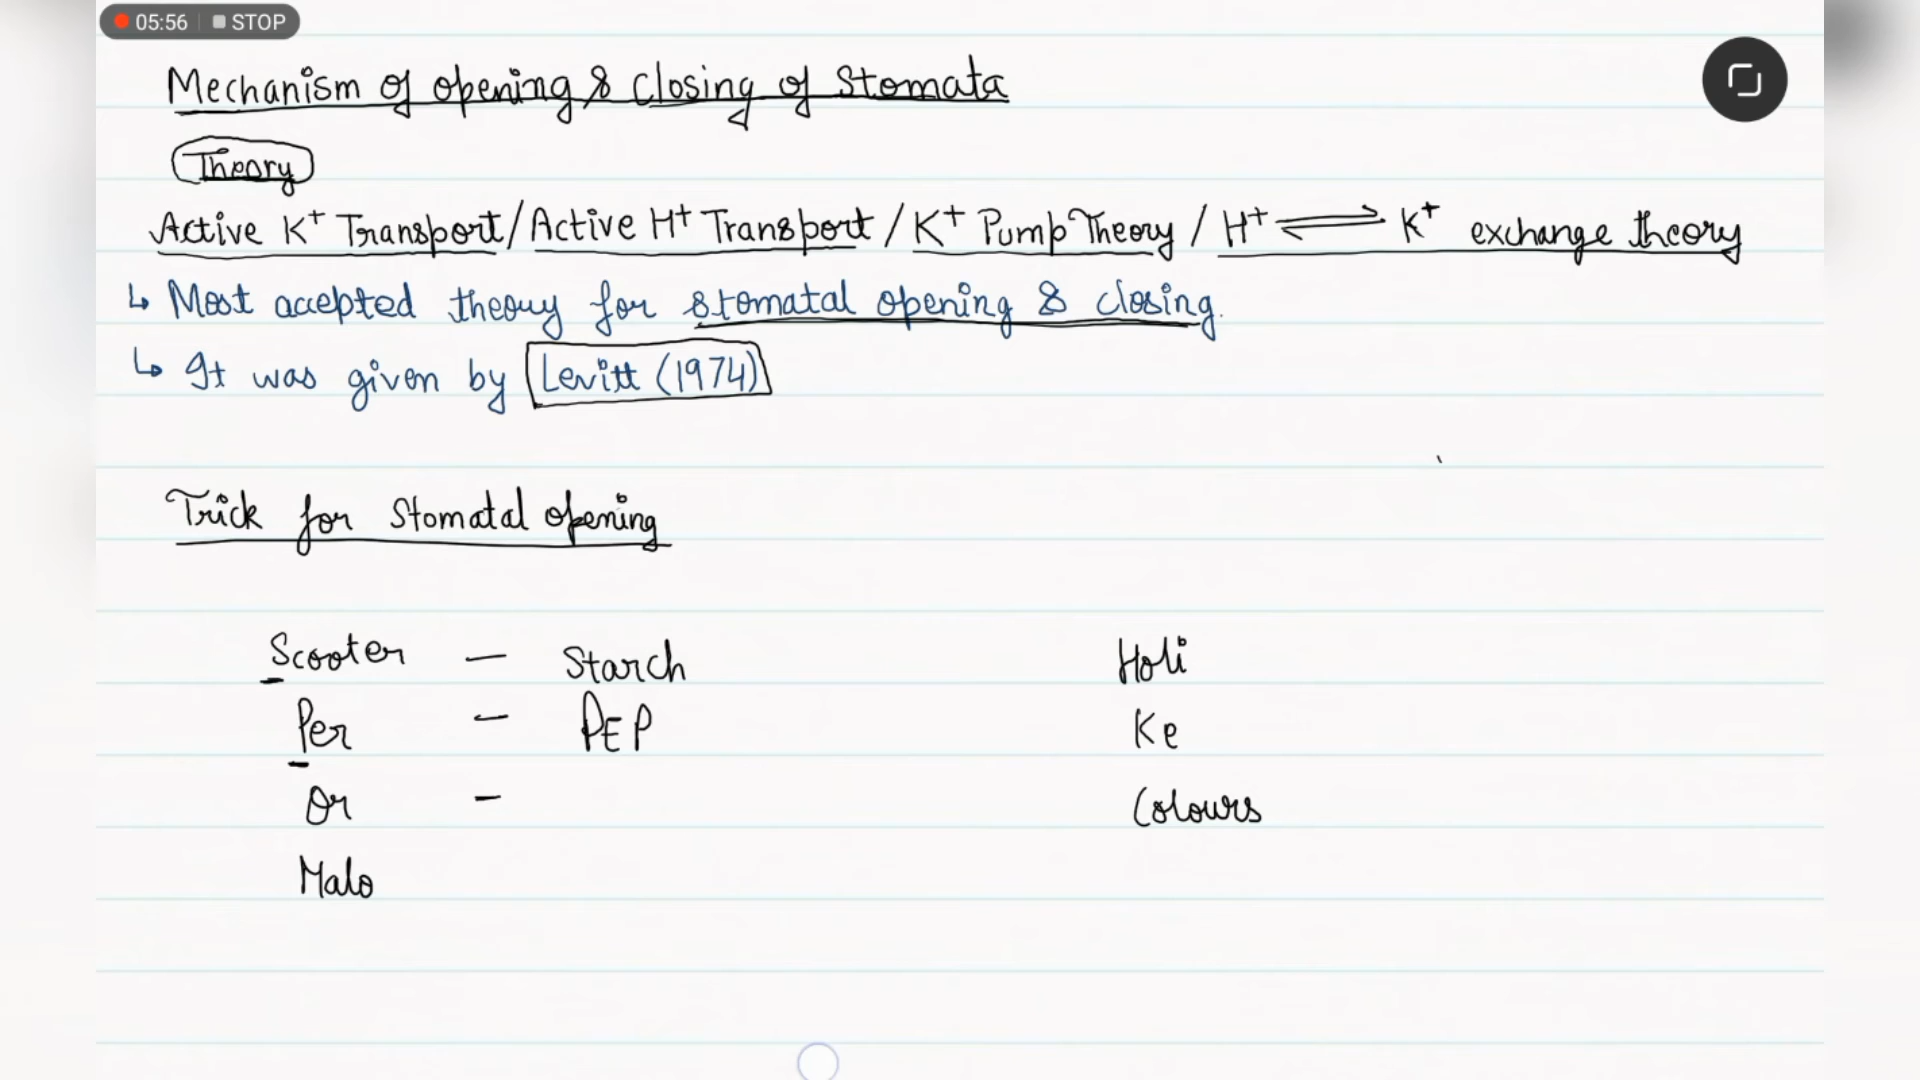 05:56 STOP
Mechanism of opening & Closing of Stomata
Theory
Active K+ Transport/Active H+ Transport/K+ Pump Theory/H+ ⇌ K+ exchange theory
↳ Most accepted theory for stomatal opening & closing.
↳ It was given by Levitt (1974)
Trick for Stomatal opening
Scooter — Starch Holi
Per — PEP Ke
Or — Colours
Malo